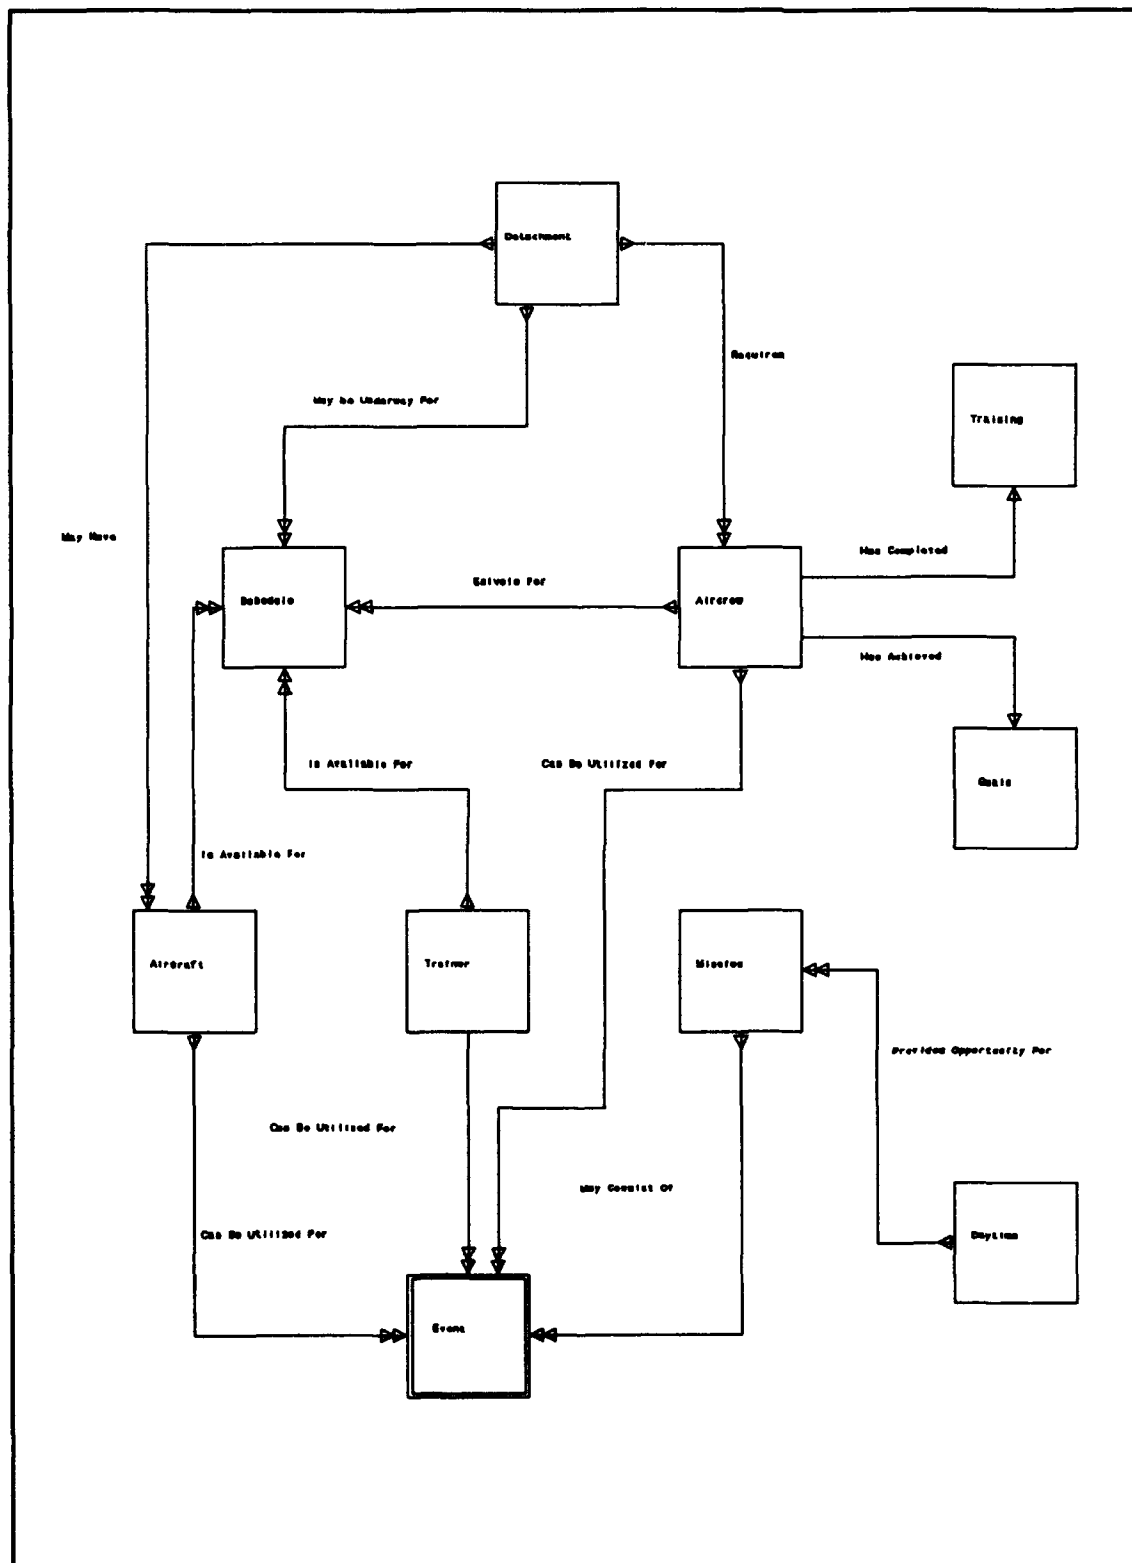 Detachment
Requires
Training
May be Underway For
May Have
Has Completed
For
Schedule
Aircrew
Has Achieved
Is Available For
Can Be Utilized For
Quals
Is Available For
Aircraft
Trainer
Mission
Provides Opportunity For
Can Be Utilized For
May Consist Of
Can Be Utilized For
Daytime
Event